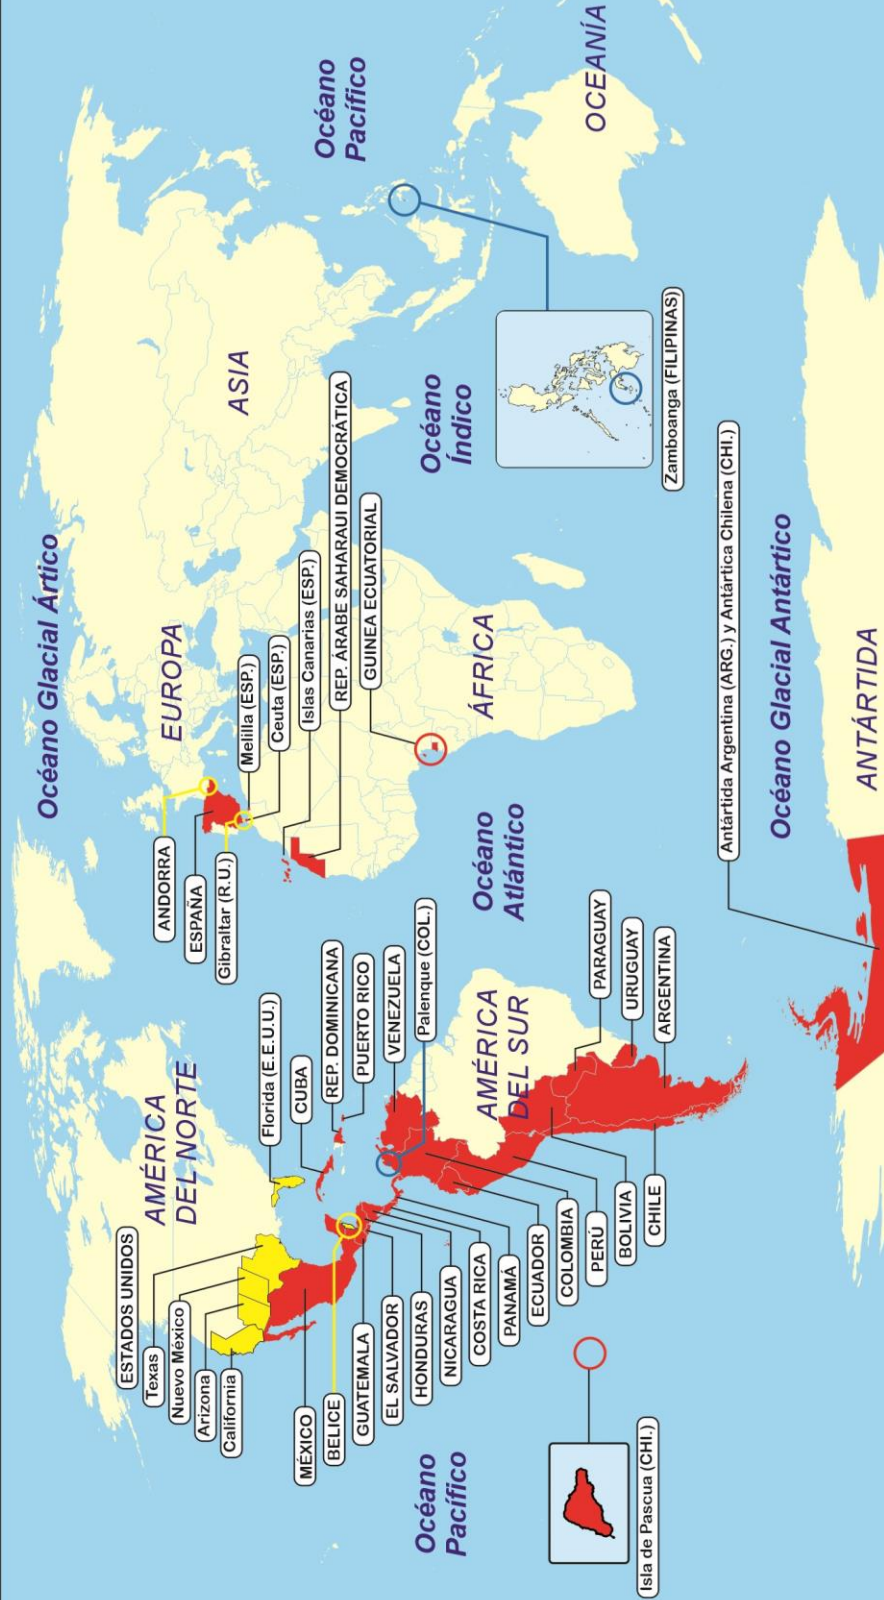 Océano Glacial Ártico
AMÉRICA
DEL NORTE
EUROPA
ASIA
Océano
Pacífico
ESTADOS UNIDOS
Texas
Nuevo México
Arizona
California
Florida (E.E.U.U.)
CUBA
REP. DOMINICANA
PUERTO RICO
VENEZUELA
Palenque (COL.)
ANDORRA
ESPAÑA
Gibraltar (R.U.)
Melilla (ESP.)
Ceuta (ESP.)
Islas Canarias (ESP.)
REP. ÁRABE SAHARAUI DEMOCRÁTICA
GUINEA ECUATORIAL
MÉXICO
BELICE
GUATEMALA
EL SALVADOR
HONDURAS
NICARAGUA
COSTA RICA
PANAMÁ
ECUADOR
COLOMBIA
PERÚ
BOLIVIA
CHILE
Océano
Pacífico
AMÉRICA
DEL SUR
Océano
Atlántico
ÁFRICA
Océano
Índico
OCEANÍA
PARAGUAY
URUGUAY
ARGENTINA
Isla de Pascua (CHI.)
Zamboanga (FILIPINAS)
Antártida Argentina (ARG.) y Antártica Chilena (CHI.)
Océano Glacial Antártico
ANTÁRTIDA